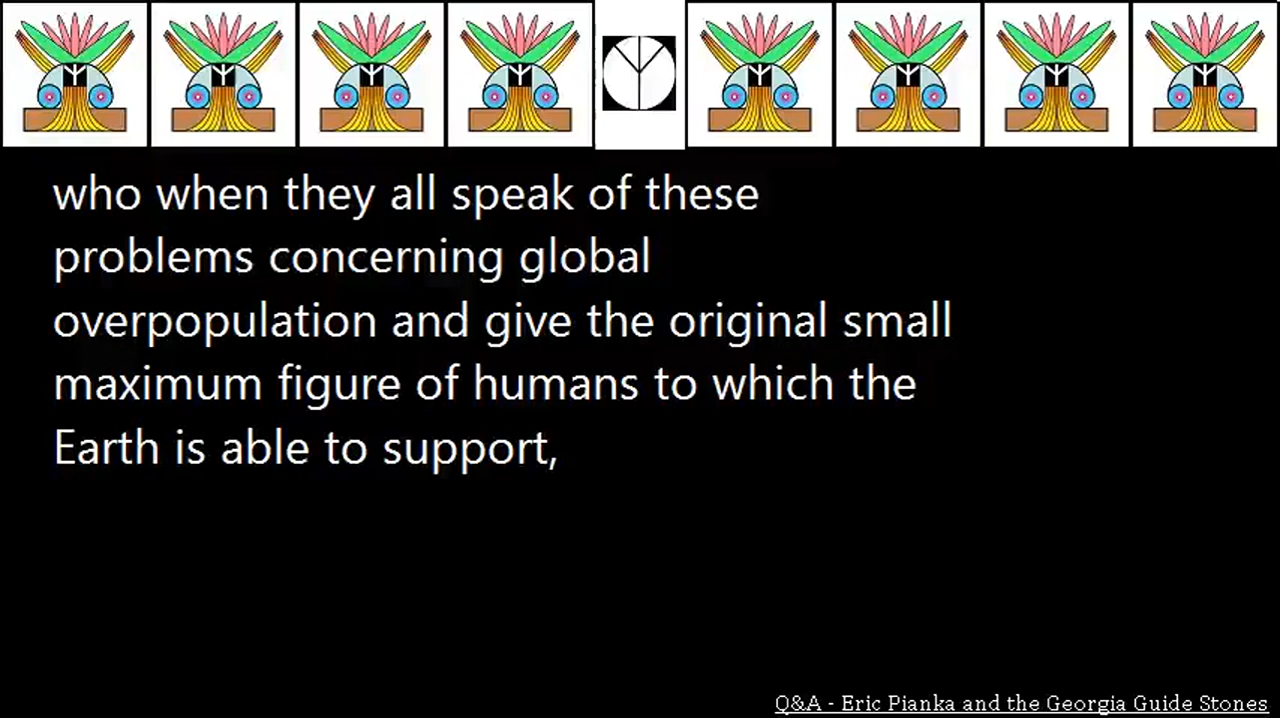 who when they all speak of these
problems concerning global
overpopulation and give the original small
maximum figure of humans to which the
Earth is able to support,
Q&A - Eric Pianka and the Georgia Guide Stones